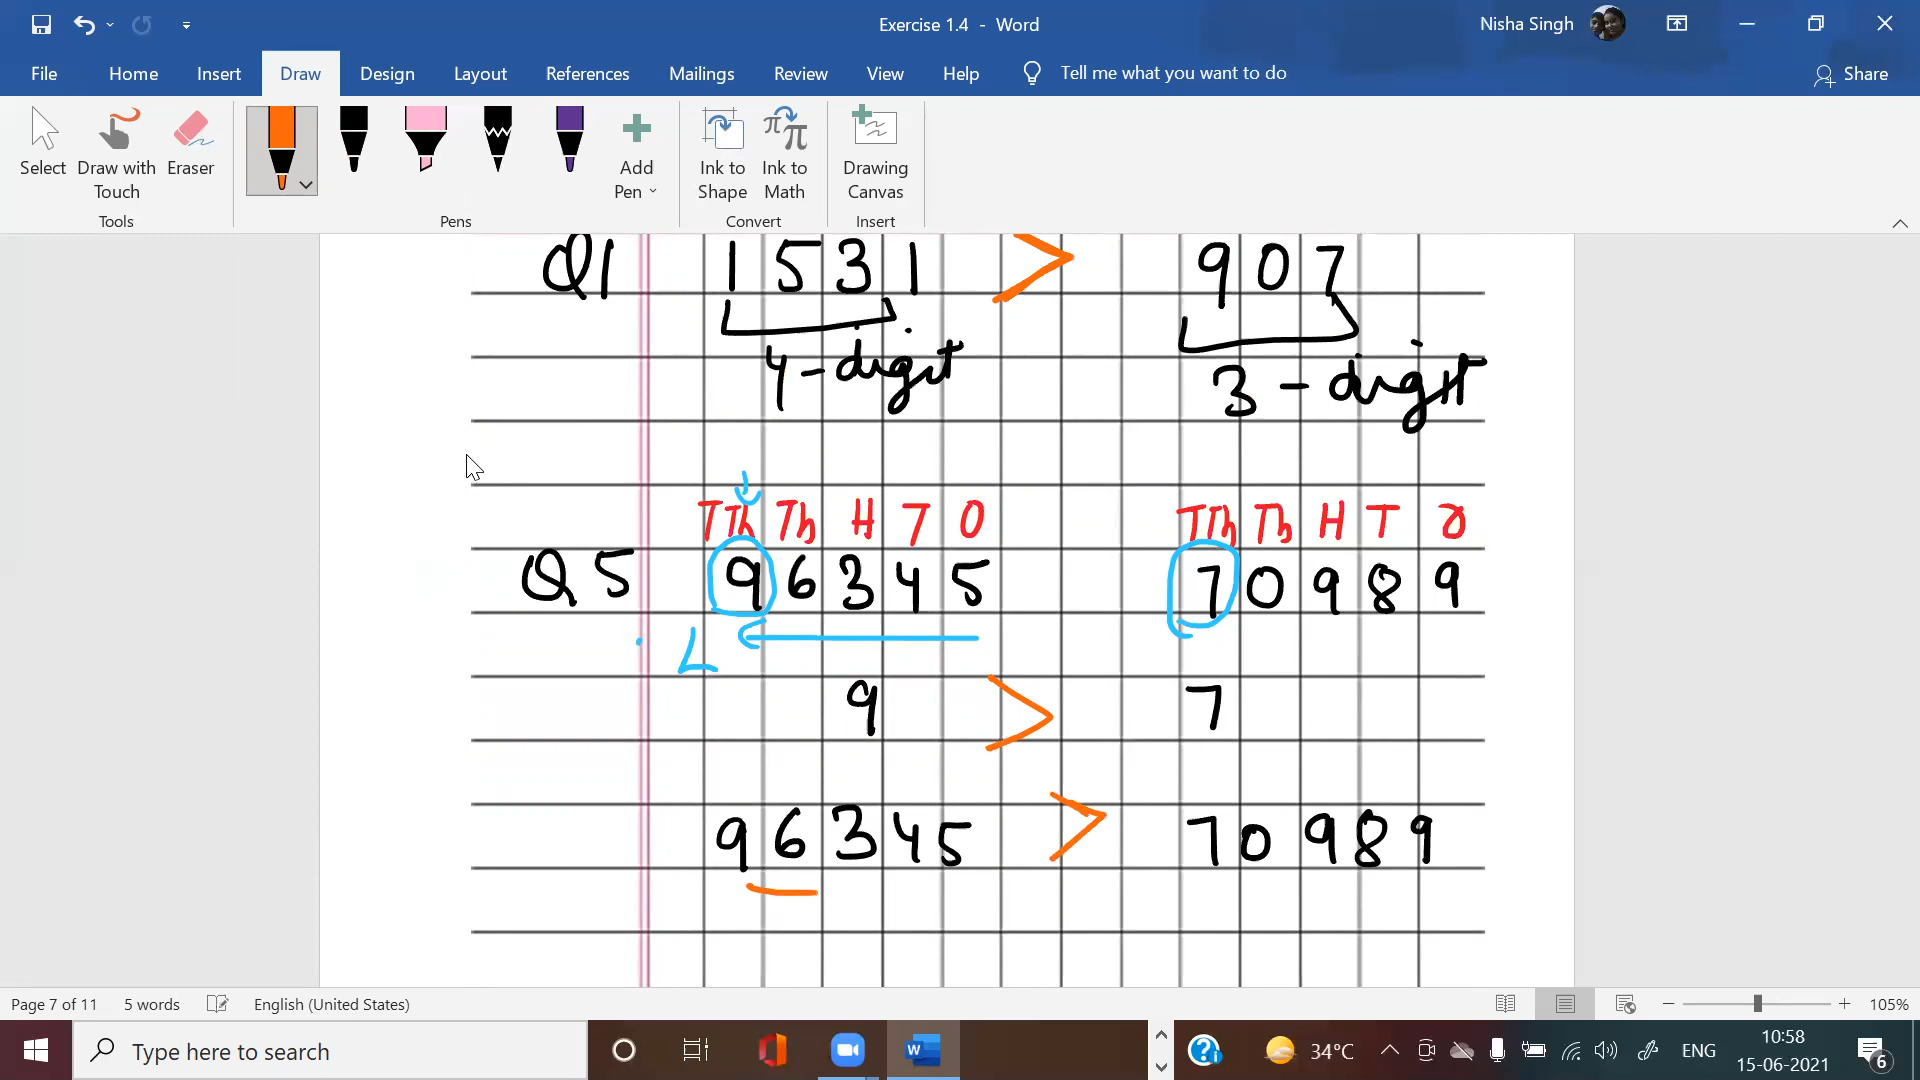 Exercise 1.4 - Word
Nisha Singh
File Home Insert Draw Design Layout References Mailings Review View Help Tell me what you want to do Share
Select Draw with Touch Eraser Add Pen Ink to Shape Ink to Math Drawing Canvas
Tools Pens Convert Insert
Q1 1531 > 907
4-digit 3-digit
TTh Th H T O TTh Th H T O
Q5 96345 70989
L
9 > 7
96345 > 70989
Page 7 of 11 5 words English (United States) 105%
Type here to search 34°C ENG 10:58
15-06-2021 6